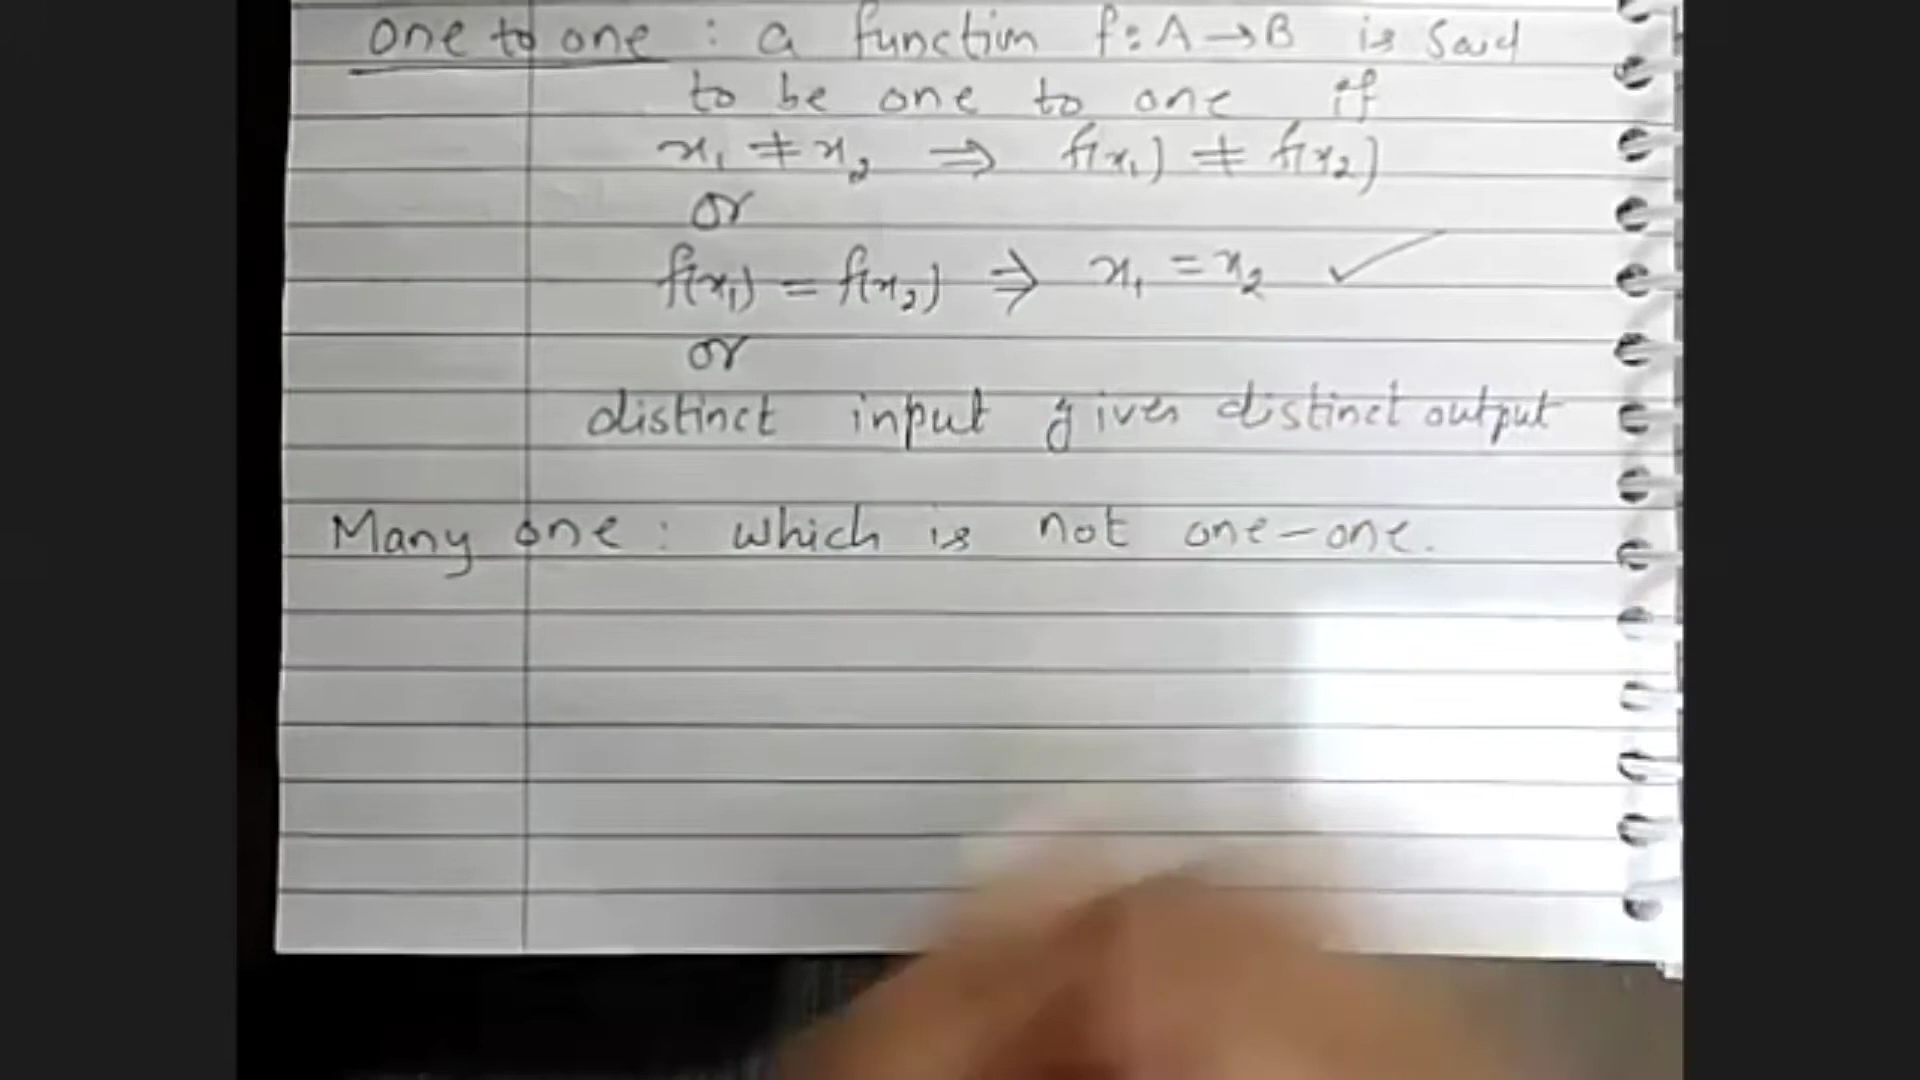 one to one : a function f: A → B is said
to be one to one if
x₁ ≠ x₂ ⇒ f(x₁) ≠ f(x₂)
or
f(x₁) = f(x₂) ⇒ x₁ = x₂ ✓
or
distinct input gives distinct output
Many one : which is not one-one.